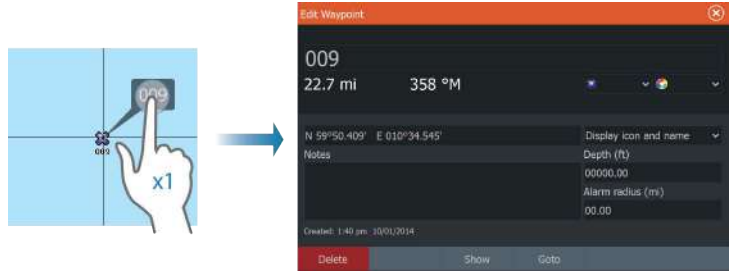 009
009
x1
Edit Waypoint
009
22.7 mi 358 °M
N 59°50.409' E 010°34.545' Display icon and name
Notes Depth (ft)
00000.00
Alarm radius (mi)
00.00
Created: 1:40 pm 10/01/2014
Delete Show Goto